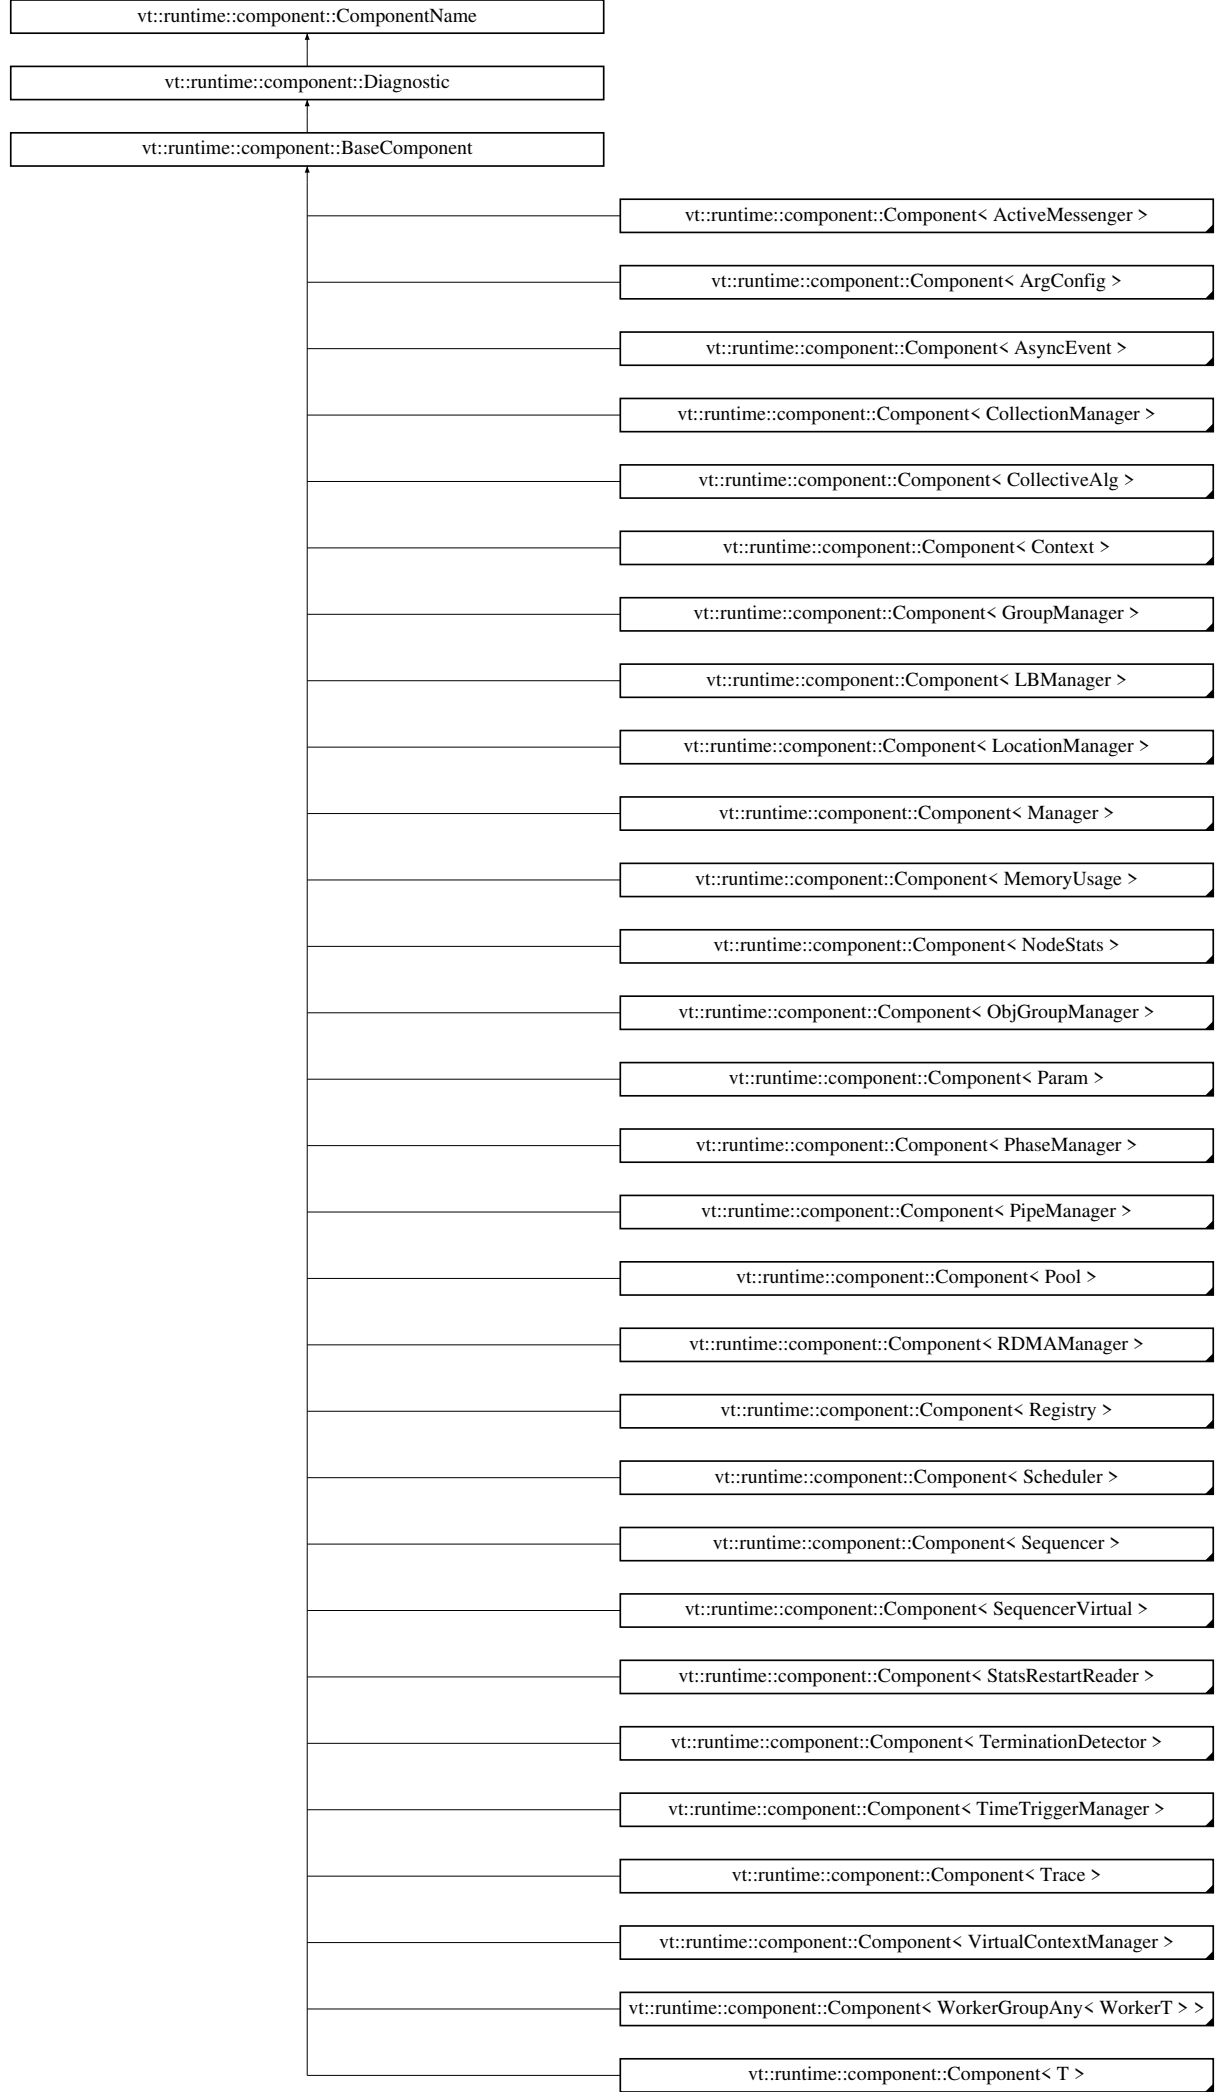 vt::runtime::component::ComponentName
vt::runtime::component::Diagnostic
vt::runtime::component::BaseComponent
vt::runtime::component::Component< ActiveMessenger >
vt::runtime::component::Component< ArgConfig >
vt::runtime::component::Component< AsyncEvent >
vt::runtime::component::Component< CollectionManager >
vt::runtime::component::Component< CollectiveAlg >
vt::runtime::component::Component< Context >
vt::runtime::component::Component< GroupManager >
vt::runtime::component::Component< LBManager >
vt::runtime::component::Component< LocationManager >
vt::runtime::component::Component< Manager >
vt::runtime::component::Component< MemoryUsage >
vt::runtime::component::Component< NodeStats >
vt::runtime::component::Component< ObjGroupManager >
vt::runtime::component::Component< Param >
vt::runtime::component::Component< PhaseManager >
vt::runtime::component::Component< PipeManager >
vt::runtime::component::Component< Pool >
vt::runtime::component::Component< RDMAManager >
vt::runtime::component::Component< Registry >
vt::runtime::component::Component< Scheduler >
vt::runtime::component::Component< Sequencer >
vt::runtime::component::Component< SequencerVirtual >
vt::runtime::component::Component< StatsRestartReader >
vt::runtime::component::Component< TerminationDetector >
vt::runtime::component::Component< TimeTriggerManager >
vt::runtime::component::Component< Trace >
vt::runtime::component::Component< VirtualContextManager >
vt::runtime::component::Component< WorkerGroupAny< WorkerT > >
vt::runtime::component::Component< T >